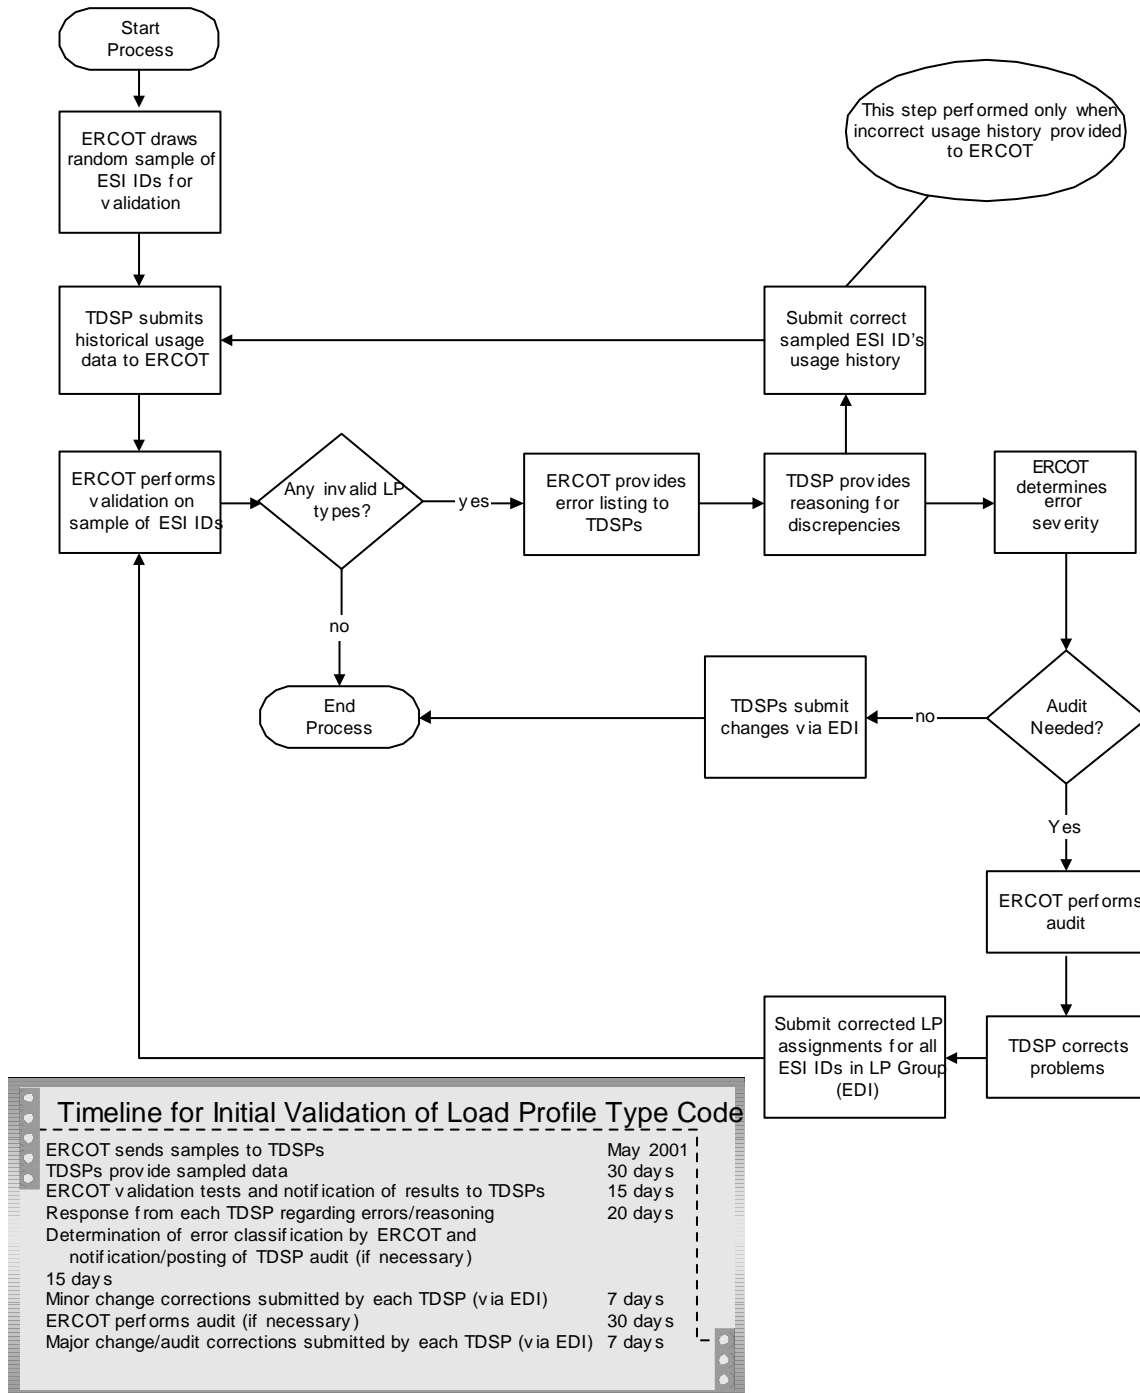 Start
Process
This step performed only when
incorrect usage history provided
to ERCOT
ERCOT draws
random sample of
ESI IDs for
validation
TDSP submits
historical usage
data to ERCOT
Submit correct
sampled ESI ID's
usage history
ERCOT performs
validation on
sample of ESI IDs
Any invalid LP
types?
yes
ERCOT provides
error listing to
TDSPs
TDSP provides
reasoning for
discrepencies
ERCOT
determines
error
severity
no
End
Process
TDSPs submit
changes via EDI
no
Audit
Needed?
Yes
ERCOT performs
audit
Submit corrected LP
assignments for all
ESI IDs in LP Group
(EDI)
TDSP corrects
problems
Timeline for Initial Validation of Load Profile Type Code
ERCOT sends samples to TDSPs May 2001
TDSPs provide sampled data 30 days
ERCOT validation tests and notification of results to TDSPs 15 days
Response from each TDSP regarding errors/reasoning 20 days
Determination of error classification by ERCOT and
notification/posting of TDSP audit (if necessary)
15 days
Minor change corrections submitted by each TDSP (via EDI) 7 days
ERCOT performs audit (if necessary) 30 days
Major change/audit corrections submitted by each TDSP (via EDI) 7 days